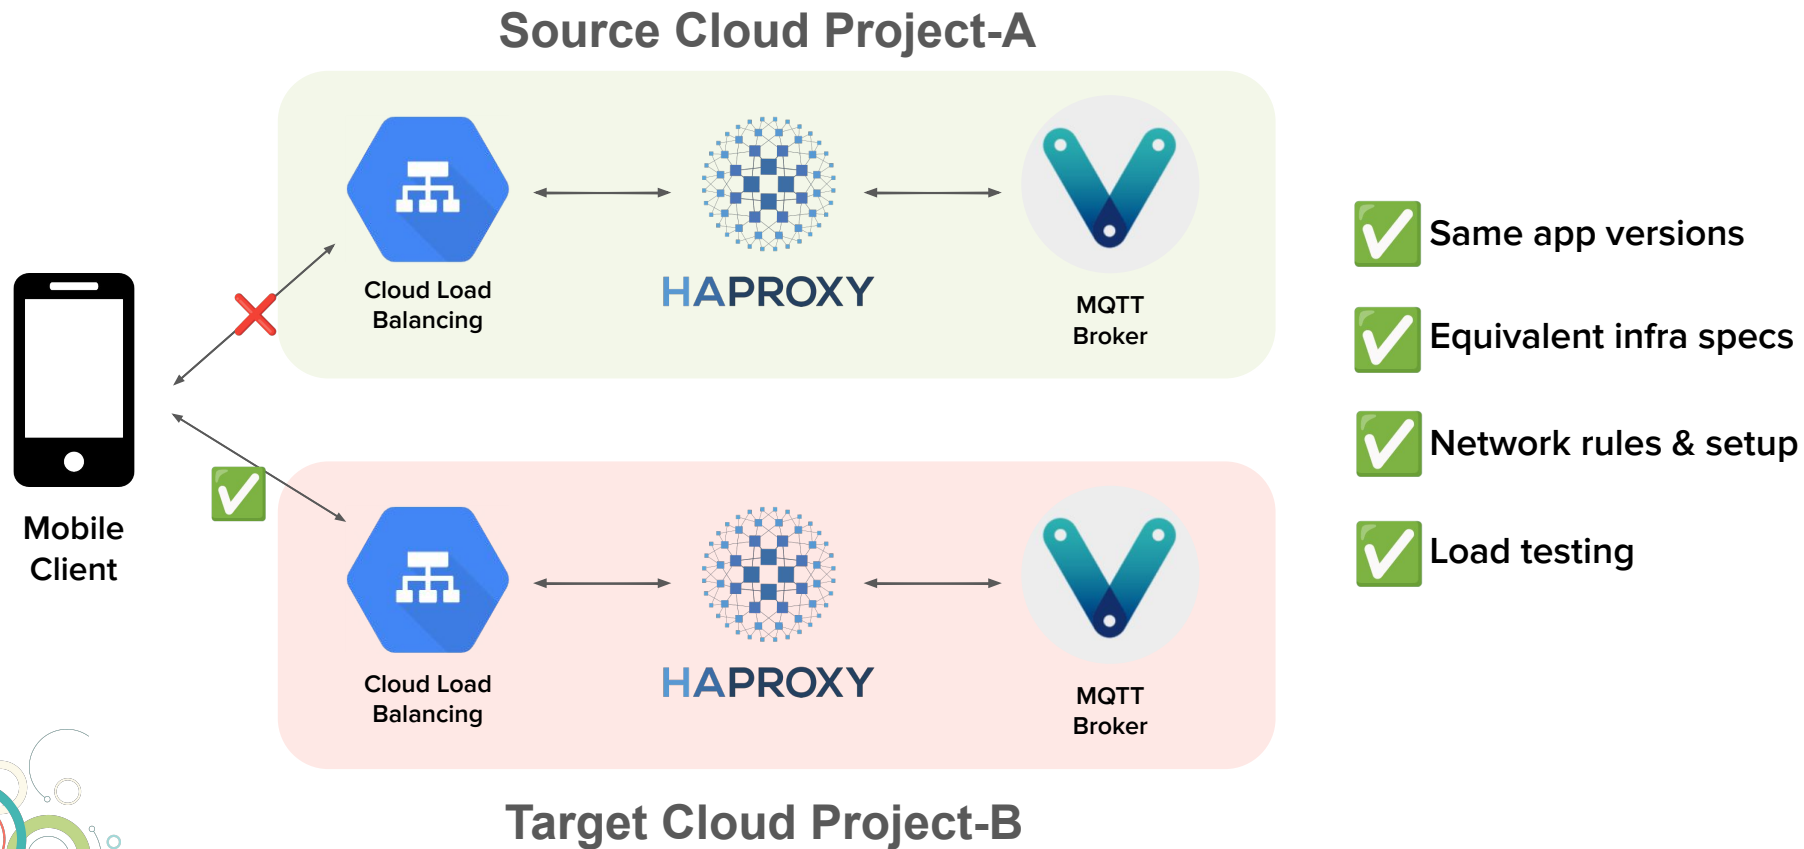 Source Cloud Project-A
Cloud Load
Balancing
HAPROXY
MQTT
Broker
Mobile
Client
Cloud Load
Balancing
HAPROXY
MQTT
Broker
Target Cloud Project-B
Same app versions
Equivalent infra specs
Network rules & setup
Load testing